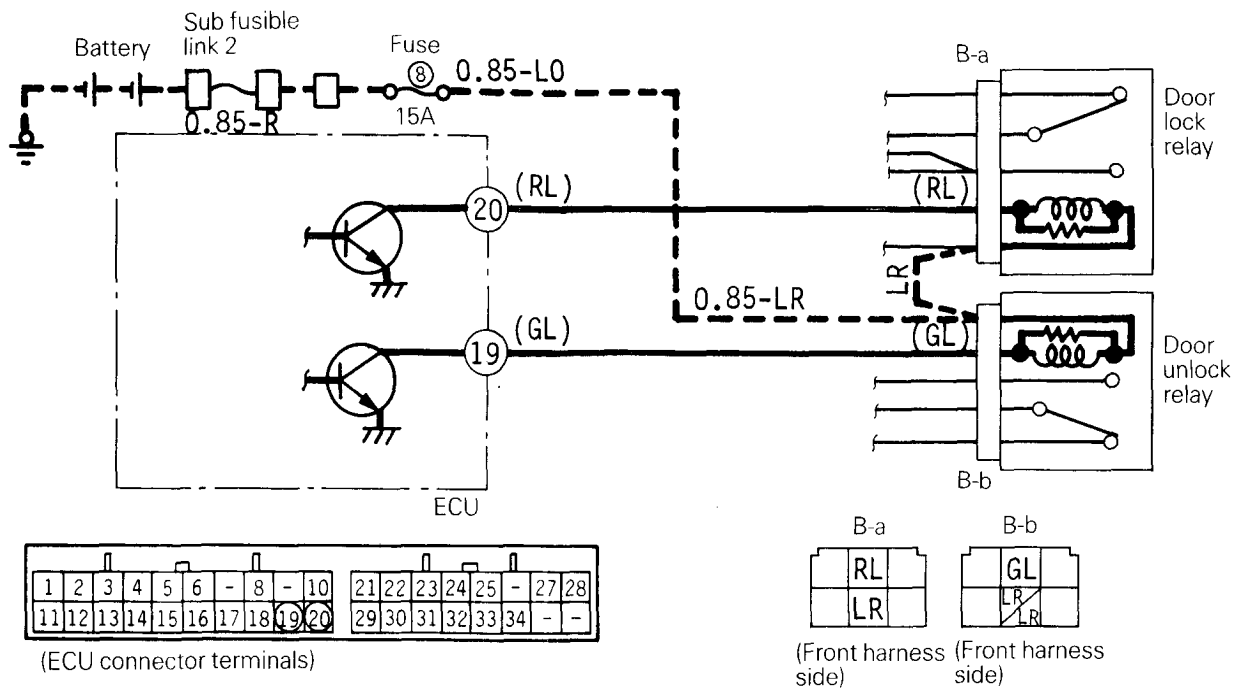 Sub fusible
link 2
Battery
Fuse
8
15A
0.85-LO
0.85-R
B-a
Door
lock
relay
20
(RL)
(RL)
LR
0.85-LR
19
(GL)
(GL)
Door
unlock
relay
ECU
B-b
1 2 3 4 5 6 - 8 - 10 21 22 23 24 25 - 27 28
11 12 13 14 15 16 17 18 19 20 29 30 31 32 33 34 - -
(ECU connector terminals)
B-a
RL
LR
(Front harness
side)
B-b
GL
LR
LR
(Front harness
side)